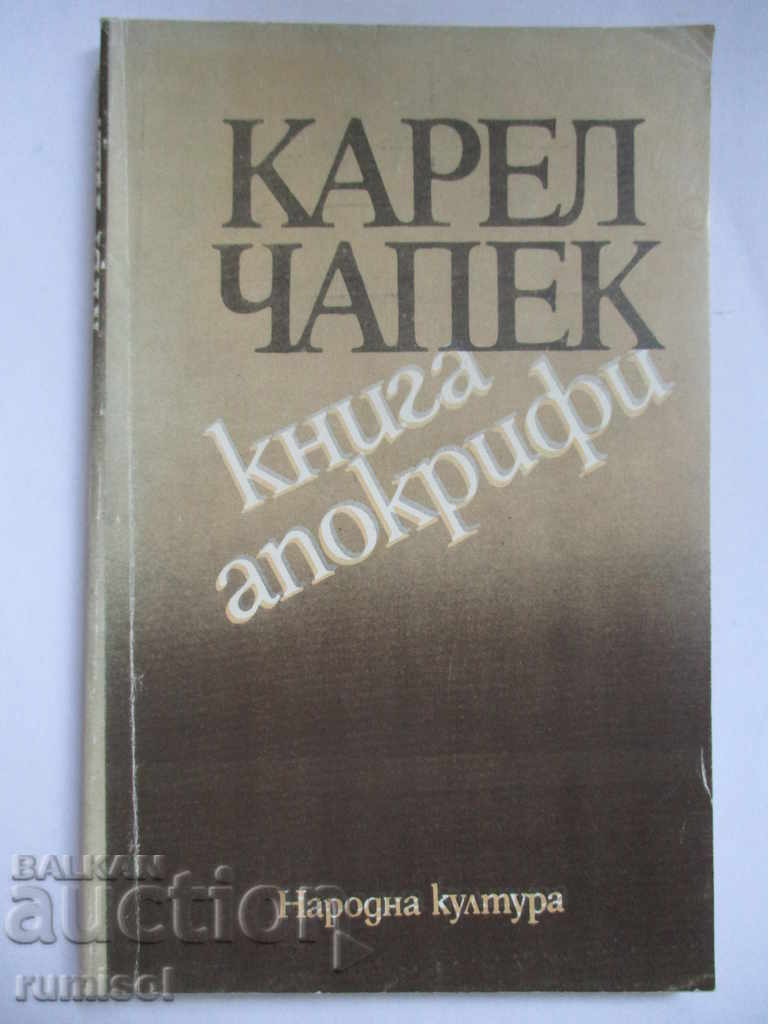 КАРЕЛ
ЧАПЕК
книга
апокрифи
Народна култура
BALKAN
auction
rumisol